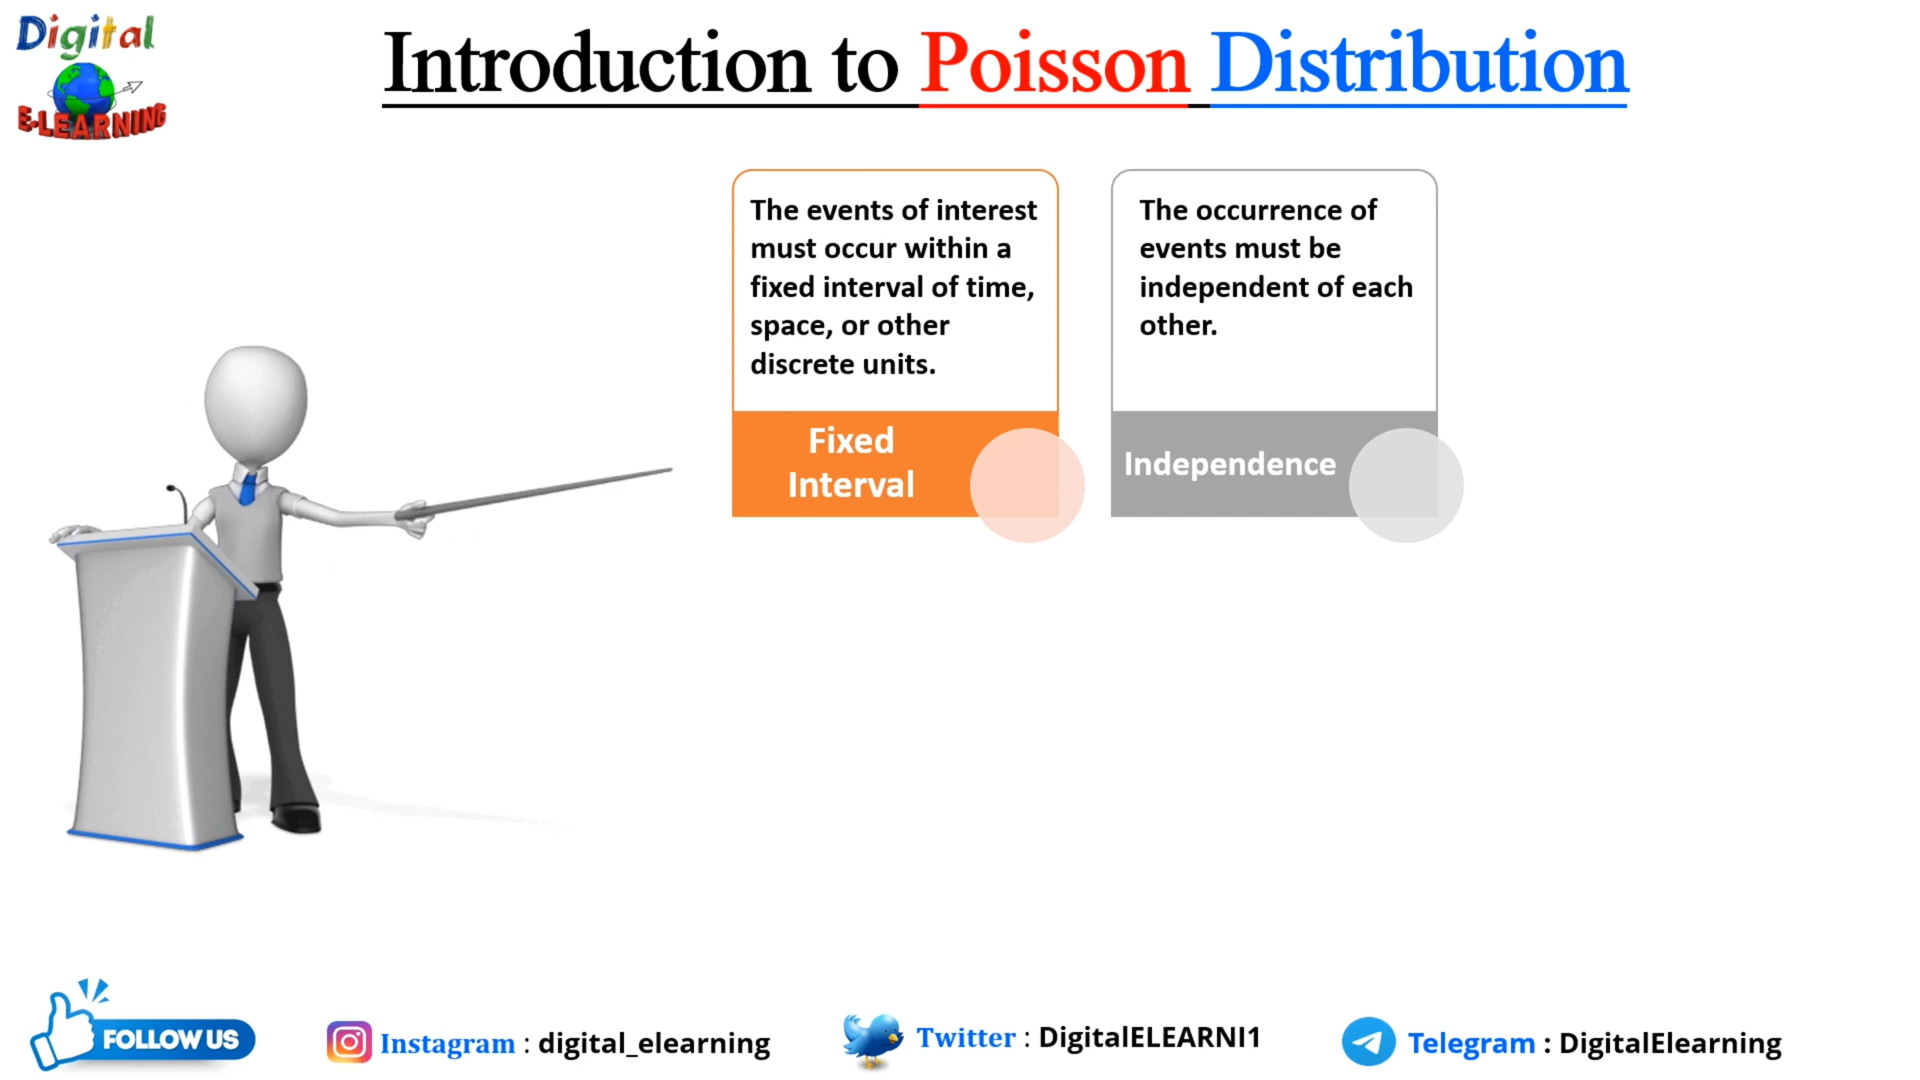 Digital
E-LEARNING
Introduction to Poisson Distribution
The events of interest
must occur within a
fixed interval of time,
space, or other
discrete units.
Fixed
Interval
The occurrence of
events must be
independent of each
other.
Independence
FOLLOW US
Instagram : digital_elearning
Twitter : DigitalELEARNI1
Telegram : DigitalElearning